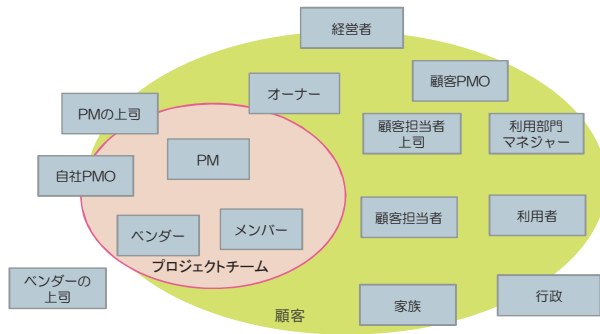 経営者
顧客PMO
オーナー
PMの上司
顧客担当者
上司
利用部門
マネジャー
PM
自社PMO
顧客担当者
利用者
メンバー
ベンダー
プロジェクトチーム
ベンダーの
上司
行政
家族
顧客